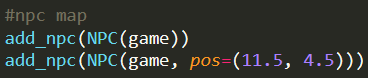 #npc map
add_npc(NPC(game))
add_npc(NPC(game, pos=(11.5, 4.5)))